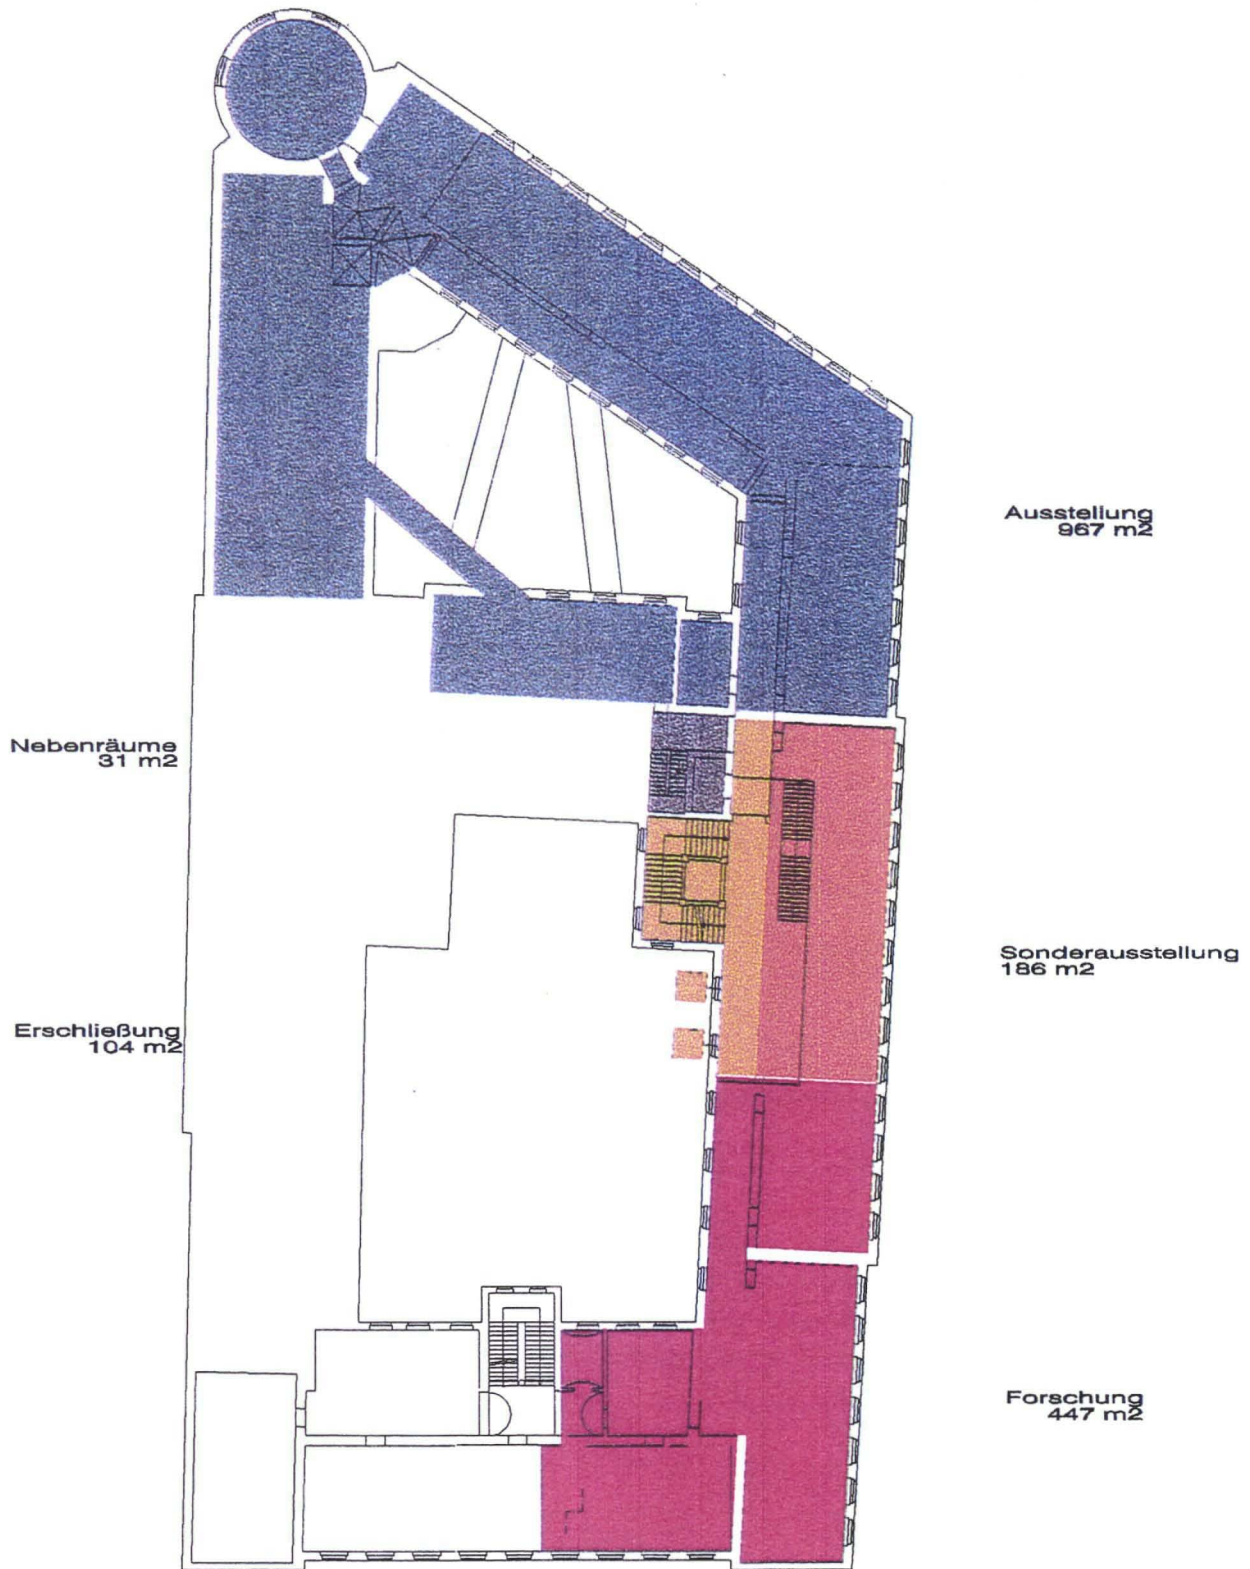 Ausstellung
967 m2
Nebenräume
31 m2
Sonderausstellung
186 m2
Erschließung
104 m2
Forschung
447 m2